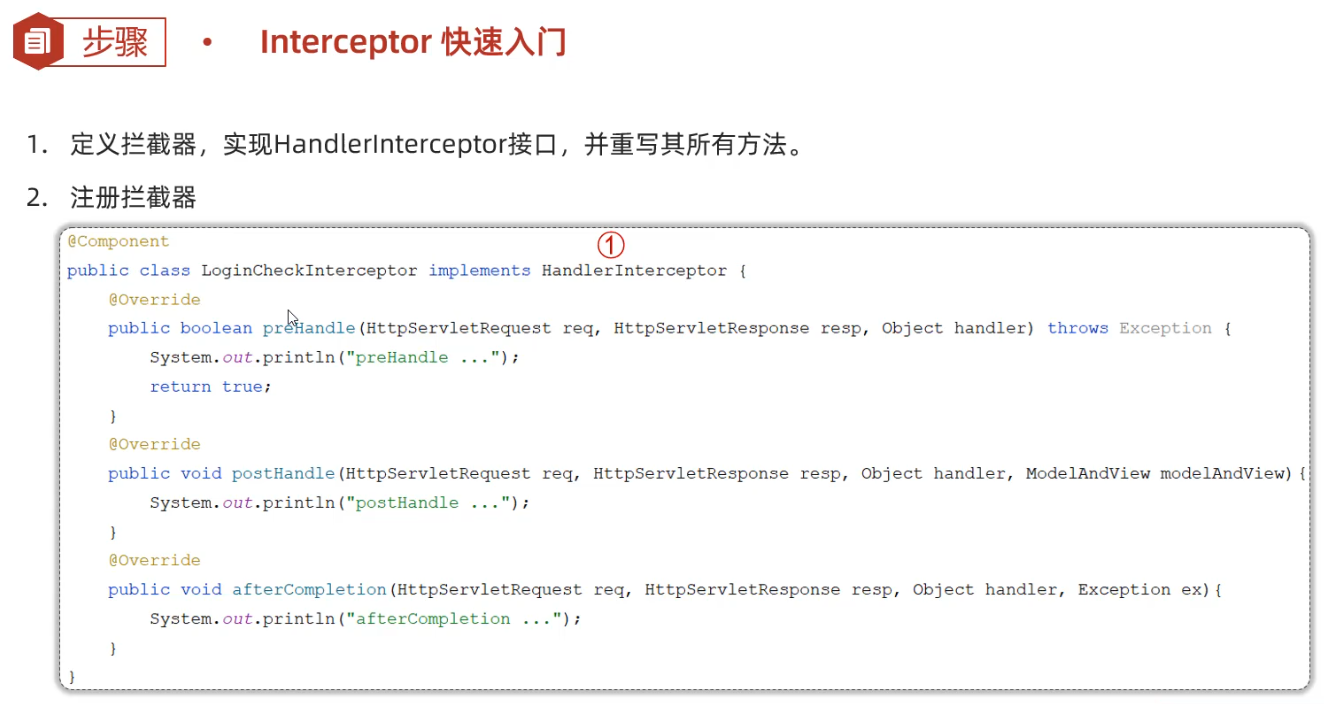 步骤 • Interceptor 快速入门
1. 定义拦截器，实现HandlerInterceptor接口，并重写其所有方法。
2. 注册拦截器
①
@Component
public class LoginCheckInterceptor implements HandlerInterceptor {
    @Override
    public boolean preHandle(HttpServletRequest req, HttpServletResponse resp, Object handler) throws Exception {
        System.out.println("preHandle ...");
        return true;
    }
    @Override
    public void postHandle(HttpServletRequest req, HttpServletResponse resp, Object handler, ModelAndView modelAndView){
        System.out.println("postHandle ...");
    }
    @Override
    public void afterCompletion(HttpServletRequest req, HttpServletResponse resp, Object handler, Exception ex){
        System.out.println("afterCompletion ...");
    }
}